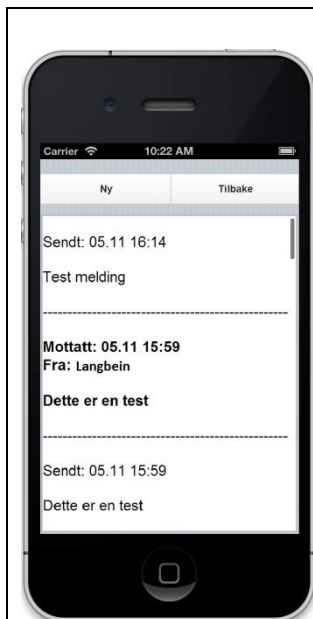 Carrier 10:22 AM
Ny Tilbake
Sendt: 05.11 16:14
Test melding
------------------------------------------------
Mottatt: 05.11 15:59
Fra: Langbein
Dette er en test
------------------------------------------------
Sendt: 05.11 15:59
Dette er en test